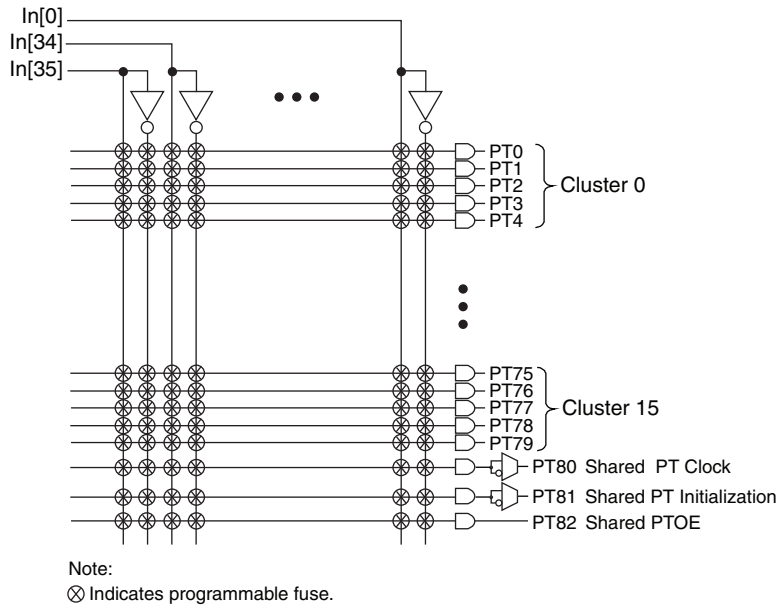 In[0]
In[34]
In[35]
PT0
PT1
PT2
PT3
PT4
Cluster 0
PT75
PT76
PT77
PT78
PT79
Cluster 15
PT80 Shared PT Clock
PT81 Shared PT Initialization
PT82 Shared PTOE
Note:
Indicates programmable fuse.